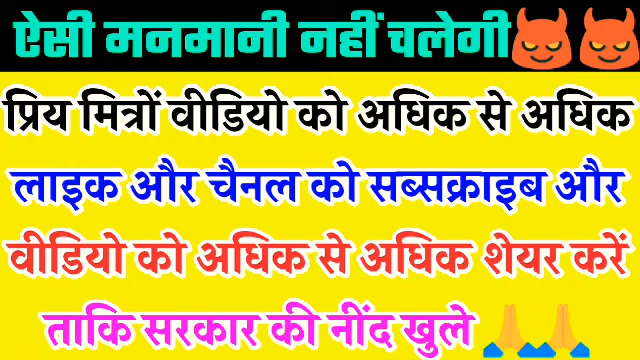 ऐसी मनमानी नहीं चलेगी👿👿
प्रिय मित्रों वीडियो को अधिक से अधिक
लाइक और चैनल को सब्सक्राइब और
वीडियो को अधिक से अधिक शेयर करें
ताकि सरकार की नींद खुले 🙏🙏